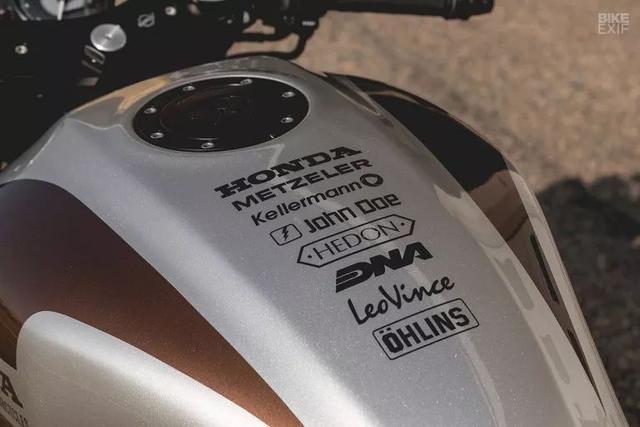 BIKE
EXIF
HONDA
METZELER
Kellermann
John Doe
HEDON
DNA
LeoVince
ÖHLINS